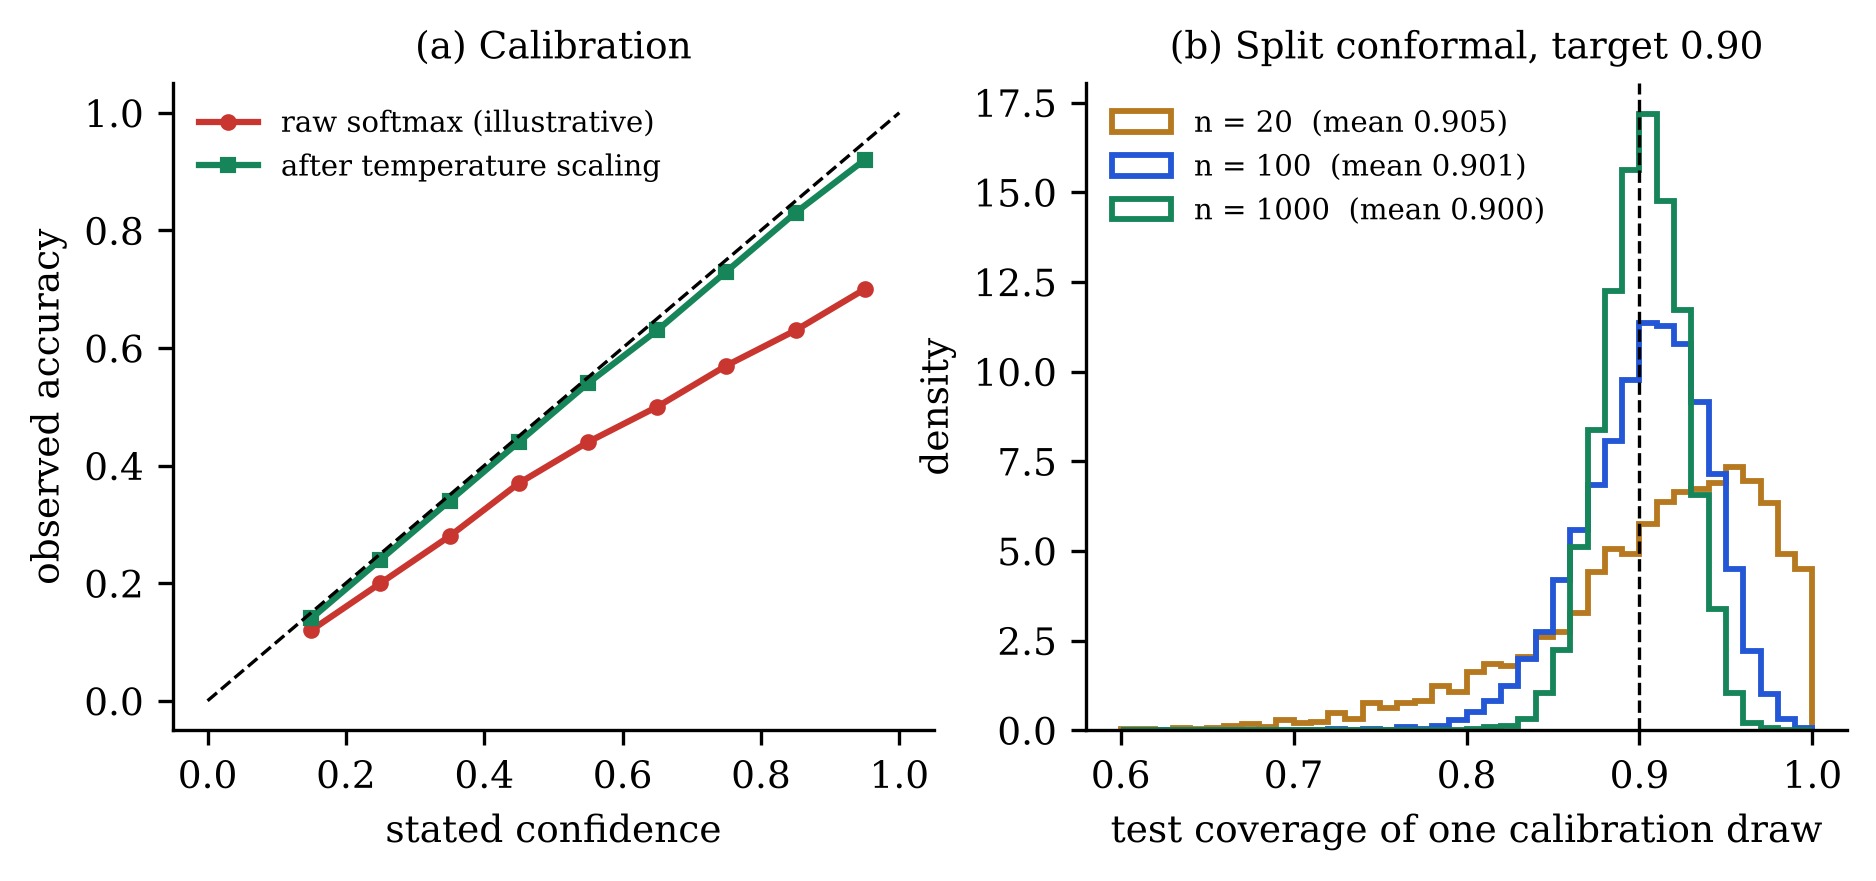 (a) Calibration
1.0
0.8
0.6
0.4
0.2
0.0
observed accuracy
raw softmax (illustrative)
after temperature scaling
0.0 0.2 0.4 0.6 0.8 1.0
stated confidence
(b) Split conformal, target 0.90
17.5
15.0
12.5
10.0
7.5
5.0
2.5
0.0
density
n = 20 (mean 0.905)
n = 100 (mean 0.901)
n = 1000 (mean 0.900)
0.6 0.7 0.8 0.9 1.0
test coverage of one calibration draw